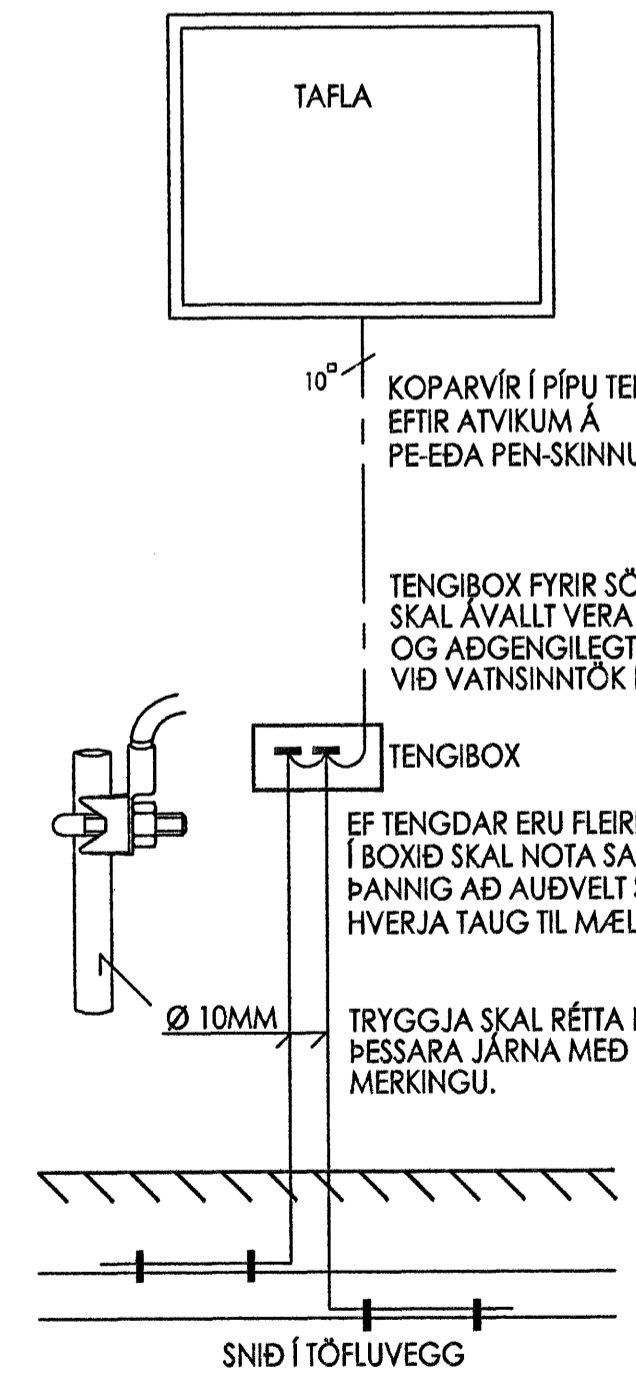 TAFLA
10□
KOPARVÍR Í PÍPU
EFTIR ATVIKUM Á
PE-EÐA
TENGIBOX FYRIR
SKAL ÁVALLT VERA
OG AÐGENGILEGT
VIÐ VATNSINNTÖK
TENGIBOX
EF TENGDAR ERU
Í BOXIÐ SKAL NOTA
ÞANNIG AÐ AUÐVELT
HVERJA TAUG TIL
Ø 10MM
TRYGGJA SKAL RÉTTA
ÞESSARA JÁRNA MEÐ
MERKINGU.
SNIÐ Í TÖFLUVEGG